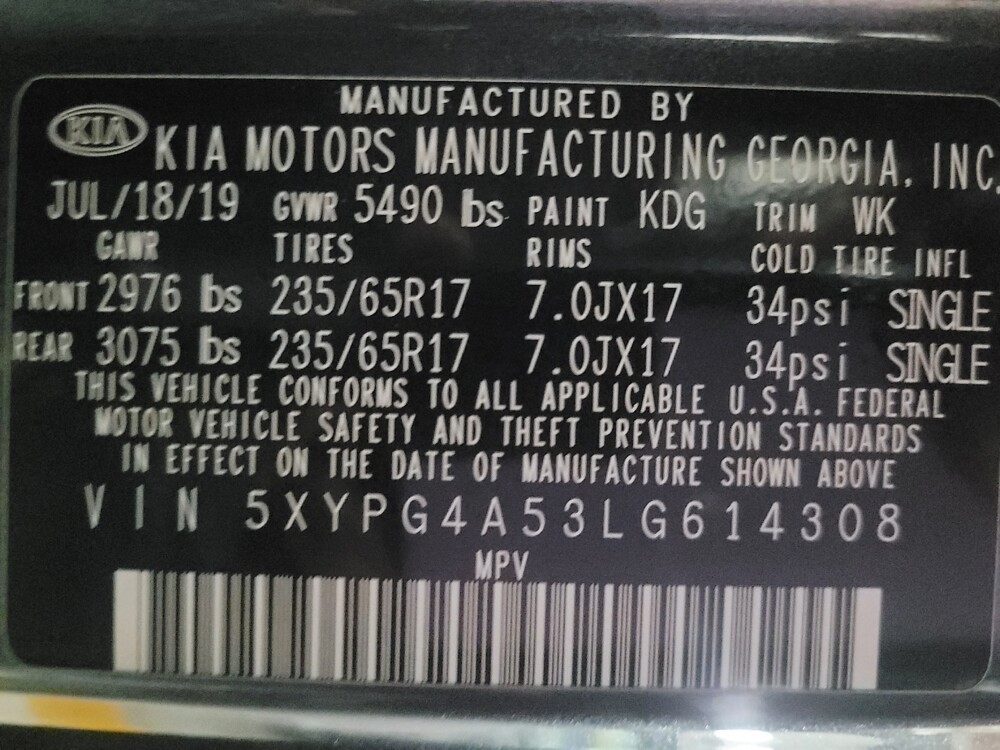 MANUFACTURED BY
KIA KIA MOTORS MANUFACTURING GEORGIA, INC.
JUL/18/19 GVWR 5490 lbs PAINT KDG TRIM WK
GAWR TIRES RIMS COLD TIRE INFL
FRONT 2976 lbs 235/65R17 7.0JX17 34psi SINGLE
REAR 3075 lbs 235/65R17 7.0JX17 34psi SINGLE
THIS VEHICLE CONFORMS TO ALL APPLICABLE U.S.A. FEDERAL
MOTOR VEHICLE SAFETY AND THEFT PREVENTION STANDARDS
IN EFFECT ON THE DATE OF MANUFACTURE SHOWN ABOVE
VIN 5XYPG4A53LG614308
MPV